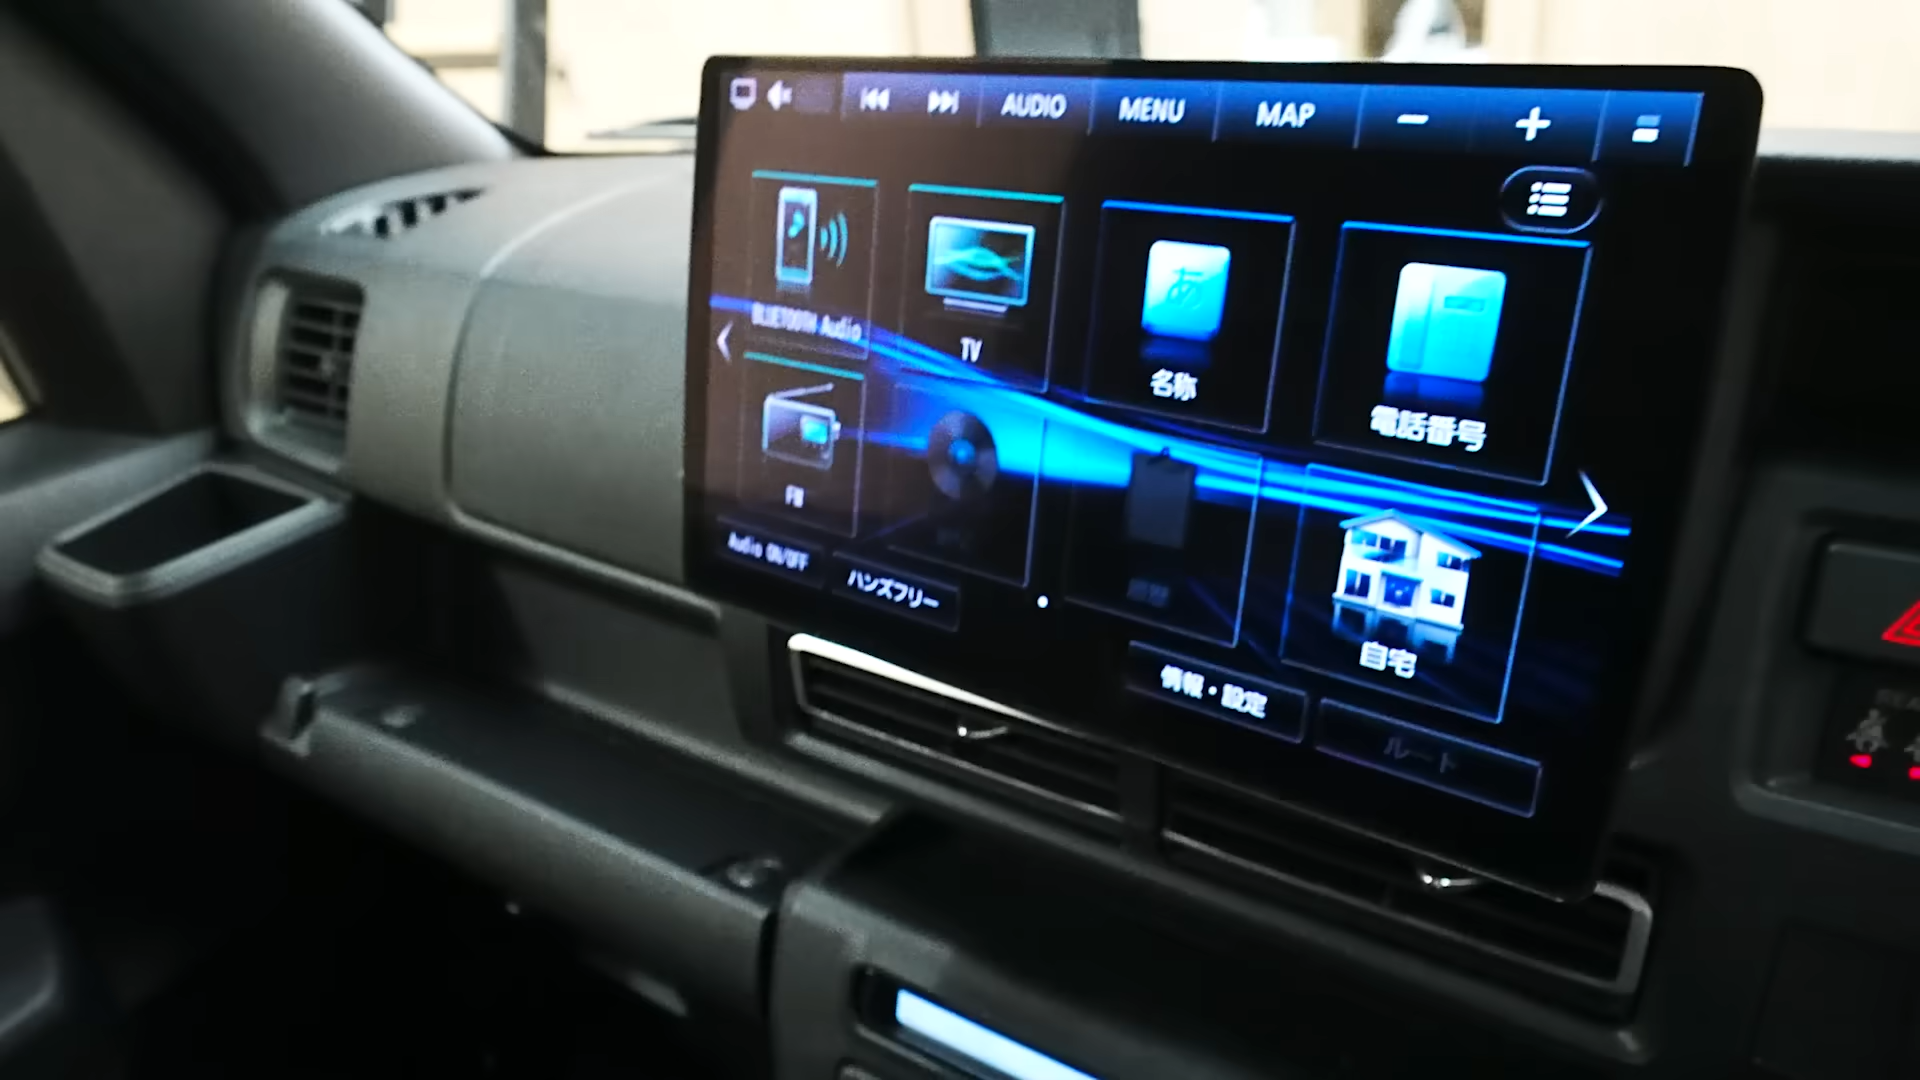 AUDIO MENU MAP
BLUETOOTH Audio
TV
あ
名称
電話番号
FM
自宅
Audio ON/OFF
ハンズフリー
情報・設定
ルート